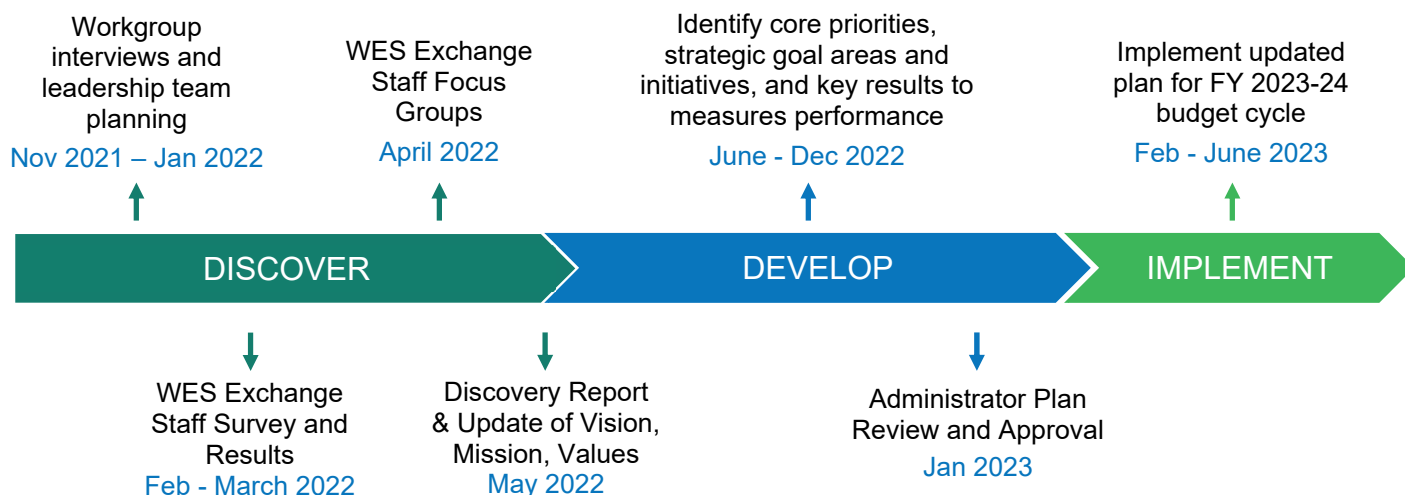 Workgroup
interviews and
leadership team
planning
Nov 2021 – Jan 2022
WES Exchange
Staff Focus
Groups
April 2022
Identify core priorities,
strategic goal areas and
initiatives, and key results to
measures performance
June - Dec 2022
Implement updated
plan for FY 2023-24
budget cycle
Feb - June 2023
DISCOVER
DEVELOP
IMPLEMENT
WES Exchange
Staff Survey and
Results
Feb - March 2022
Discovery Report
& Update of Vision,
Mission, Values
May 2022
Administrator Plan
Review and Approval
Jan 2023